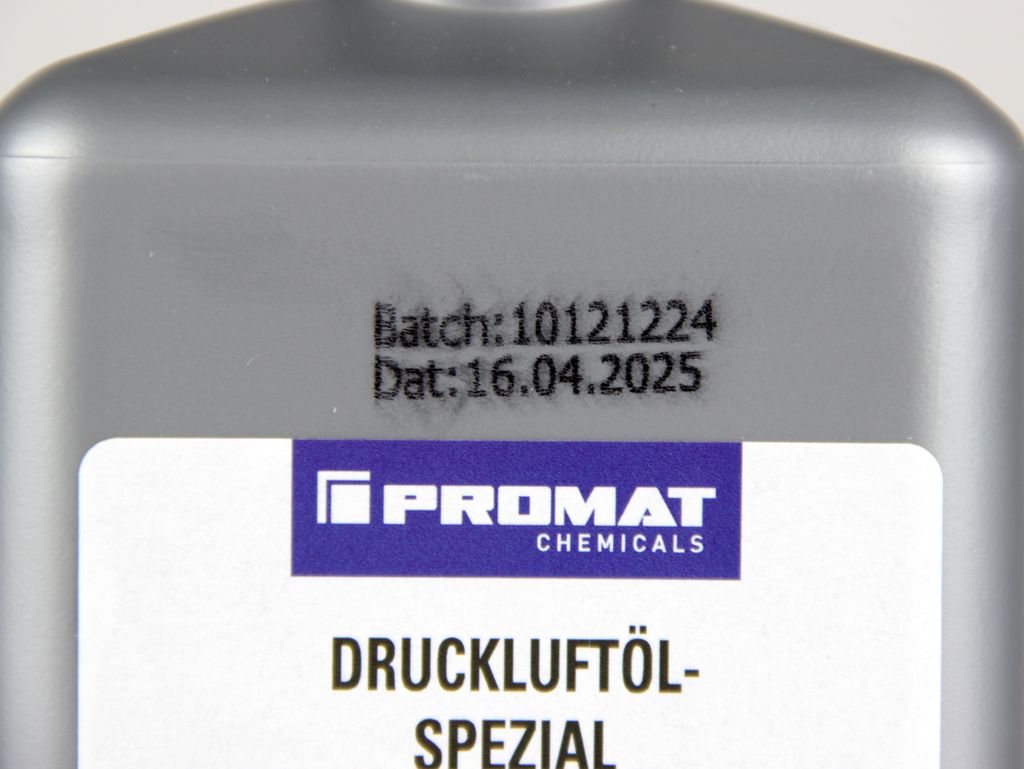 Batch:10121224
Dat:16.04.2025
PROMAT
CHEMICALS
DRUCKLUFTÖL-
SPEZIAL